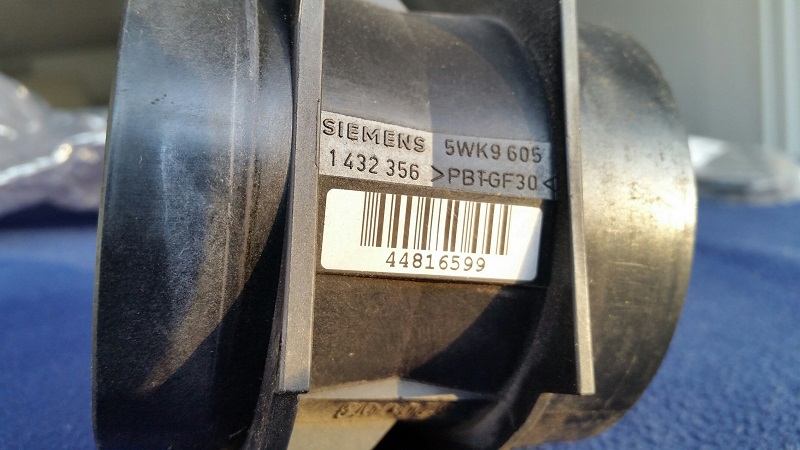 SIEMENS 5WK9 605
1 432 356 >PBT-GF30<
44816599